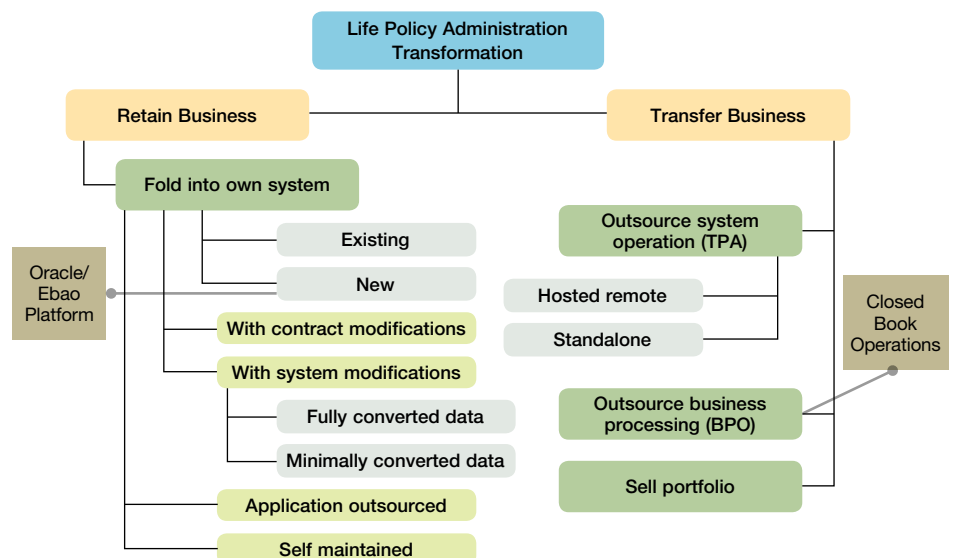 Life Policy Administration
Transformation
Retain Business
Transfer Business
Fold into own system
Existing
New
Oracle/
Ebao
Platform
With contract modifications
With system modifications
Fully converted data
Minimally converted data
Application outsourced
Self maintained
Outsource system
operation (TPA)
Hosted remote
Standalone
Closed
Book
Operations
Outsource business
processing (BPO)
Sell portfolio